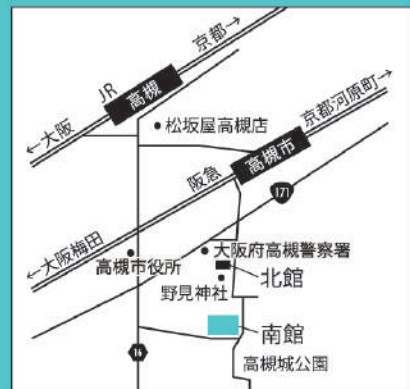 京都→
JR
高槻
←大阪
松坂屋高槻店
京都河原町→
高槻市
阪急
171
←大阪梅田
大阪府高槻警察署
高槻市役所
北館
野見神社
南館
16
高槻城公園